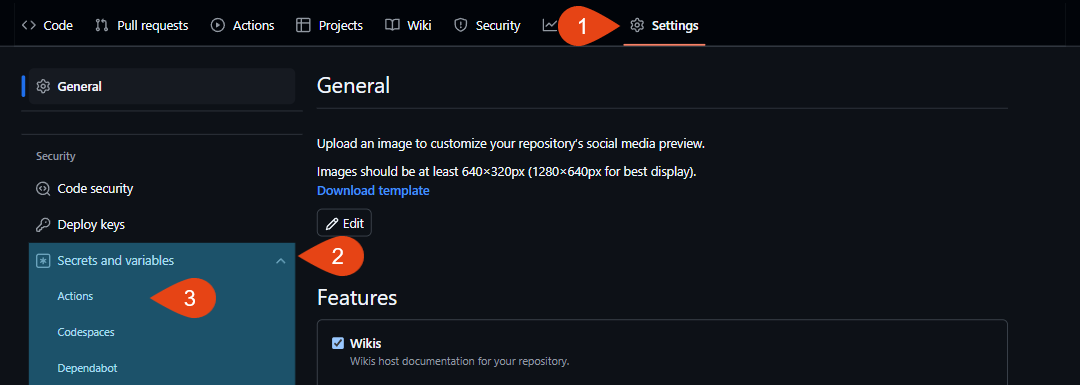 Code Pull requests Actions Projects Wiki Security 1 Settings
General
Security
Code security
Deploy keys
Secrets and variables 2
Actions 3
Codespaces
Dependabot
General
Upload an image to customize your repository's social media preview.
Images should be at least 640×320px (1280×640px for best display).
Download template
Edit
Features
Wikis
Wikis host documentation for your repository.